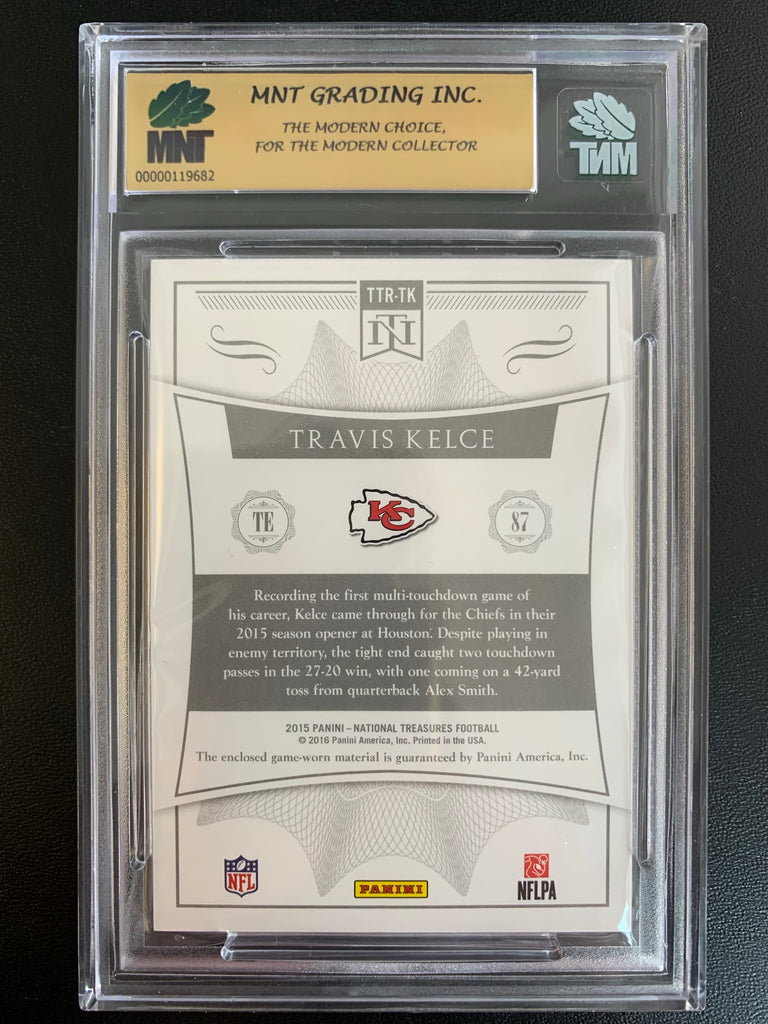 MNT GRADING INC.
THE MODERN CHOICE,
FOR THE MODERN COLLECTOR
MNT
00000119682
MNT
TTR-TK
NT
TRAVIS KELCE
TE
KC
87
Recording the first multi-touchdown game of
his career, Kelce came through for the Chiefs in their
2015 season opener at Houston. Despite playing in
enemy territory, the tight end caught two touchdown
passes in the 27-20 win, with one coming on a 42-yard
toss from quarterback Alex Smith.
2015 PANINI – NATIONAL TREASURES FOOTBALL
© 2016 Panini America, Inc. Printed in the USA.
The enclosed game-worn material is guaranteed by Panini America, Inc.
NFL
PANINI
NFLPA